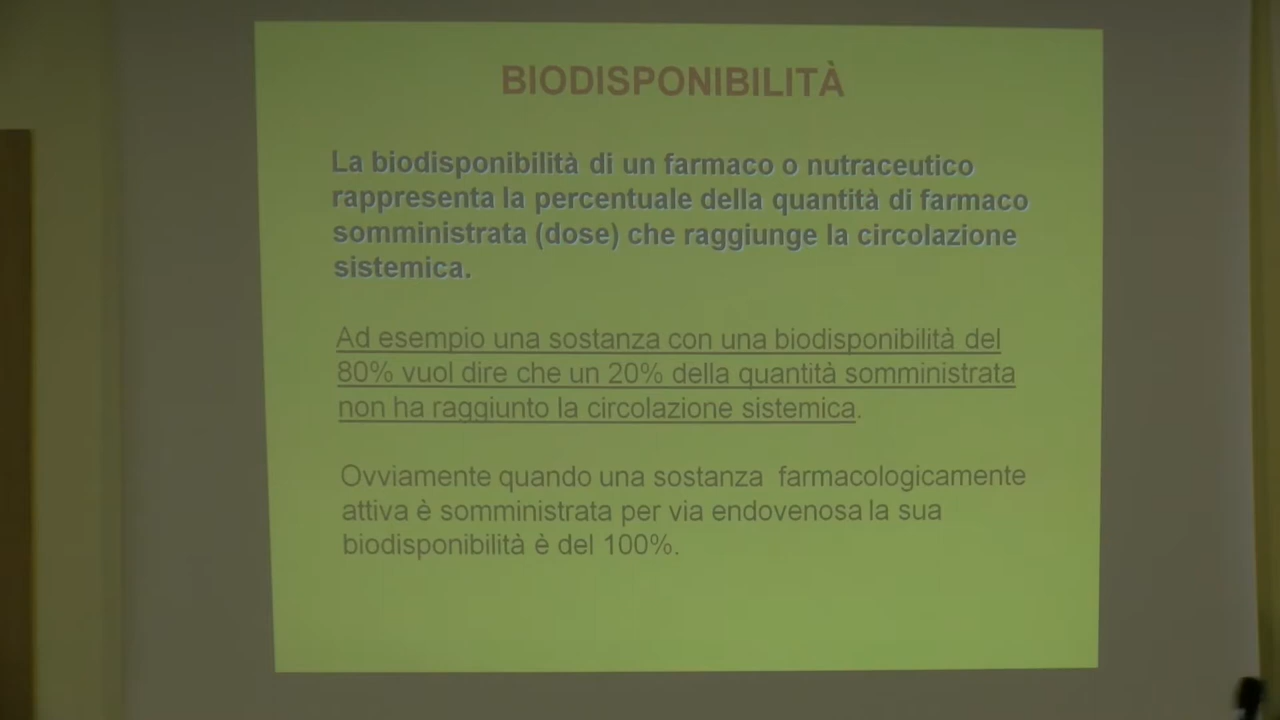 BIODISPONIBILITÀ
La biodisponibilità di un farmaco o nutraceutico
rappresenta la percentuale della quantità di farmaco
somministrata (dose) che raggiunge la circolazione
sistemica.
Ad esempio una sostanza con una biodisponibilità del
80% vuol dire che un 20% della quantità somministrata
non ha raggiunto la circolazione sistemica.
Ovviamente quando una sostanza farmacologicamente
attiva è somministrata per via endovenosa la sua
biodisponibilità è del 100%.